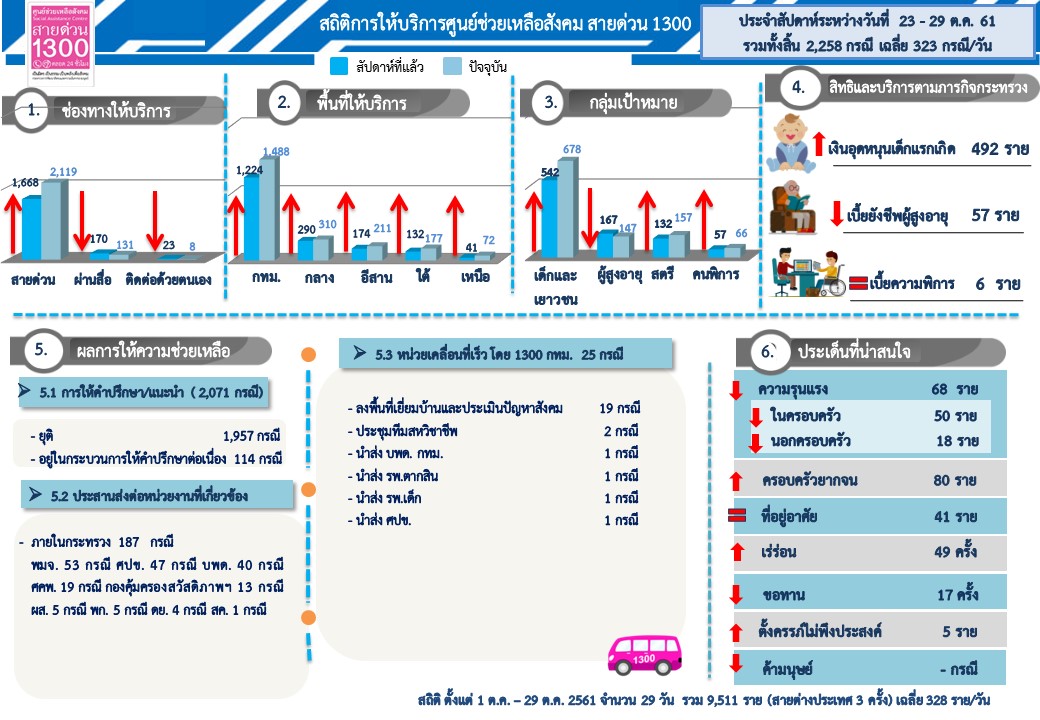 ศูนย์ช่วยเหลือสังคม
Social Assistance Center
สายด่วน
1300
ตลอด 24 ชั่วโมง
สถิติการให้บริการศูนย์ช่วยเหลือสังคม สายด่วน 1300
ประจำสัปดาห์ระหว่างวันที่ 23 - 29 ต.ค. 61
รวมทั้งสิ้น 2,258 กรณี เฉลี่ย 323 กรณี/วัน
สัปดาห์ที่แล้ว ปัจจุบัน
1. ช่องทางให้บริการ
1,668 2,119
170 131
23 8
สายด่วน ผ่านสื่อ ติดต่อด้วยตนเอง
2. พื้นที่ให้บริการ
1,224 1,488
290 310
174 211
132 177
41 72
กทม. กลาง อีสาน ใต้ เหนือ
3. กลุ่มเป้าหมาย
542 678
167 147
132 157
57 66
เด็กและ ผู้สูงอายุ สตรี คนพิการ
เยาวชน
4. สิทธิและบริการตามภารกิจกระทรวง
เงินอุดหนุนเด็กแรกเกิด 492 ราย
เบี้ยยังชีพผู้สูงอายุ 57 ราย
เบี้ยความพิการ 6 ราย
5. ผลการให้ความช่วยเหลือ
5.1 การให้คำปรึกษา/แนะนำ ( 2,071 กรณี)
- ยุติ 1,957 กรณี
- อยู่ในกระบวนการให้คำปรึกษาต่อเนื่อง 114 กรณี
5.2 ประสานส่งต่อหน่วยงานที่เกี่ยวข้อง
- ภายในกระทรวง 187 กรณี
พมจ. 53 กรณี ศปข. 47 กรณี บพด. 40 กรณี
ศคพ. 19 กรณี กองคุ้มครองสวัสดิภาพฯ 13 กรณี
ผส. 5 กรณี พก. 5 กรณี ดย. 4 กรณี สค. 1 กรณี
5.3 หน่วยเคลื่อนที่เร็ว โดย 1300 กทม. 25 กรณี
- ลงพื้นที่เยี่ยมบ้านและประเมินปัญหาสังคม 19 กรณี
- ประชุมทีมสหวิชาชีพ 2 กรณี
- นำส่ง บพด. กทม. 1 กรณี
- นำส่ง รพ.ตากสิน 1 กรณี
- นำส่ง รพ.เด็ก 1 กรณี
- นำส่ง ศปข. 1 กรณี
1300
6. ประเด็นที่น่าสนใจ
ความรุนแรง 68 ราย
ในครอบครัว 50 ราย
นอกครอบครัว 18 ราย
ครอบครัวยากจน 80 ราย
ที่อยู่อาศัย 41 ราย
เร่ร่อน 49 ครั้ง
ขอทาน 17 ครั้ง
ตั้งครรภ์ไม่พึงประสงค์ 5 ราย
ค้ามนุษย์ - กรณี
สถิติ ตั้งแต่ 1 ต.ค. – 29 ต.ค. 2561 จำนวน 29 วัน รวม 9,511 ราย (สายต่างประเทศ 3 ครั้ง) เฉลี่ย 328 ราย/วัน